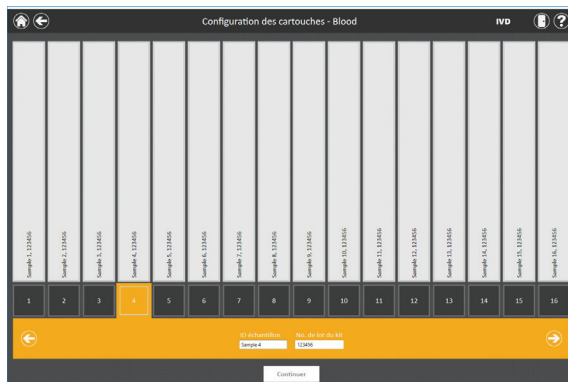 Configuration des cartouches - Blood IVD ?
Sample 1, 123456
Sample 2, 123456
Sample 3, 123456
Sample 4, 123456
Sample 5, 123456
Sample 6, 123456
Sample 7, 123456
Sample 8, 123456
Sample 9, 123456
Sample 10, 123456
Sample 11, 123456
Sample 12, 123456
Sample 13, 123456
Sample 14, 123456
Sample 15, 123456
Sample 16, 123456
1 2 3 4 5 6 7 8 9 10 11 12 13 14 15 16
ID échantillon No. de lot du kit
Sample 4 123456
Continuer